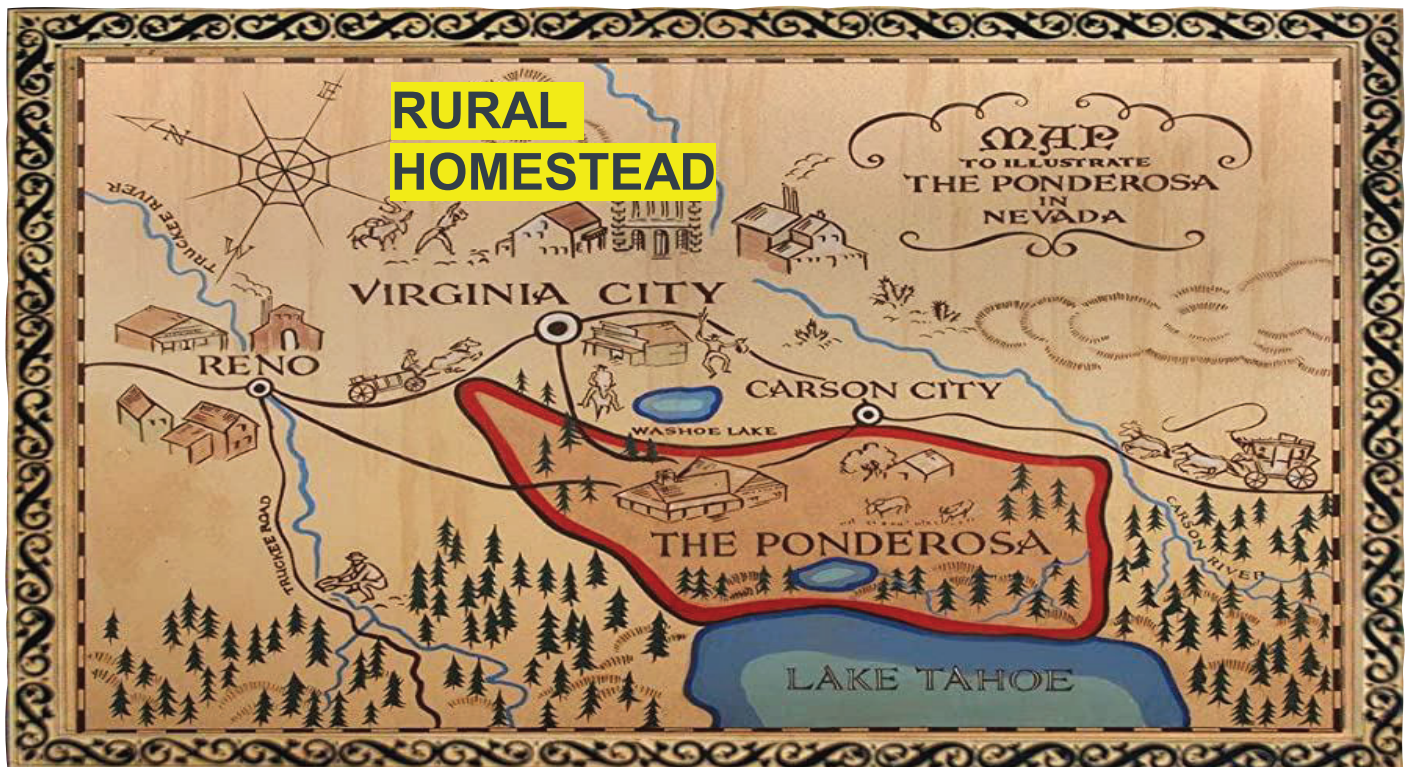 RURAL
HOMESTEAD
MAP
TO ILLUSTRATE
THE PONDEROSA
IN
NEVADA
E
N
W
TRUCKEE RIVER
VIRGINIA CITY
RENO
CARSON CITY
WASHOE LAKE
THE PONDEROSA
TRUCKEE ROAD
CARSON RIVER
LAKE TAHOE